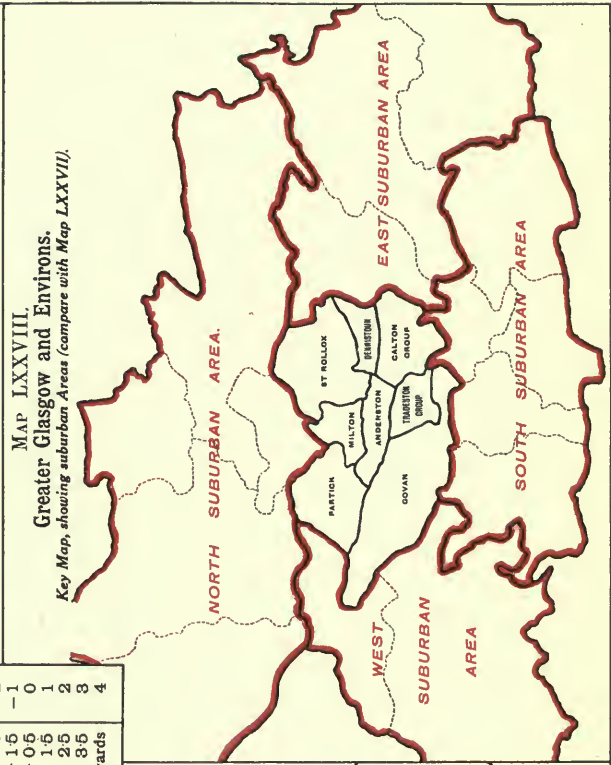 MAP LXXVIII.
Greater Glasgow and Environs.
Key Map, showing suburban Areas (compare with Map LXXVII).
NORTH SUBURBAN AREA.
EAST SUBURBAN AREA
SOUTH SUBURBAN AREA
WEST
SUBURBAN
AREA
ST ROLLOX
DENNISTOUN
CALTON
GROUP
MILTON
ANDERSTON
TRADESTON
GROUP
PARTICK
GOVAN
1·5 -1
0·5 0
1·5 1
2·5 2
3·5 3
ards 4